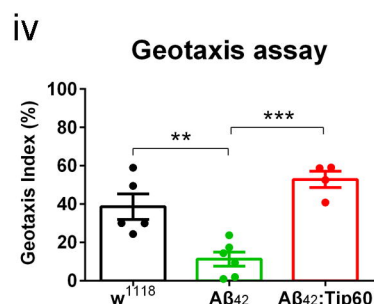 iv
Geotaxis assay
Geotaxis Index (%)
100
80
60
40
20
0
**
***
w1118
Aβ42
Aβ42;Tip60